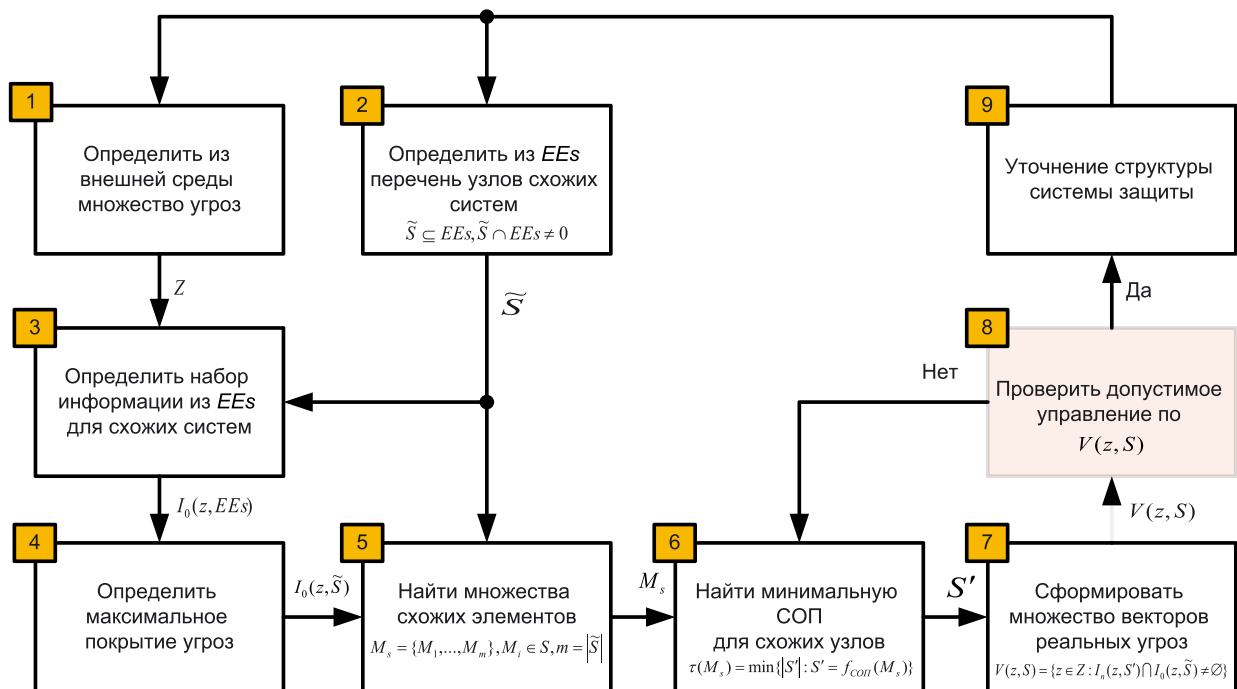 1
Определить из
внешней среды
множество угроз
2
Определить из EEs
перечень узлов схожих
систем
S̃ ⊆ EEs, S̃ ∩ EEs ≠ 0
9
Уточнение структуры
системы защиты
Z
S̃
Да
3
Определить набор
информации из EEs
для схожих систем
Нет
8
Проверить допустимое
управление по
V(z, S)
I₀(z, EEs)
V(z, S)
4
Определить
максимальное
покрытие угроз
I₀(z, S̃)
5
Найти множества
схожих элементов
Mₛ = {M₁,...,Mₘ}, Mᵢ ∈ S, m = |S̃|
Mₛ
6
Найти минимальную
СОП
для схожих узлов
τ(Mₛ) = min{|S′| : S′ = f_СОП(Mₛ)}
S′
7
Сформировать
множество векторов
реальных угроз
V(z, S) = {z ∈ Z : Iₙ(z, S′) ⋂ I₀(z, S̃) ≠ ∅}